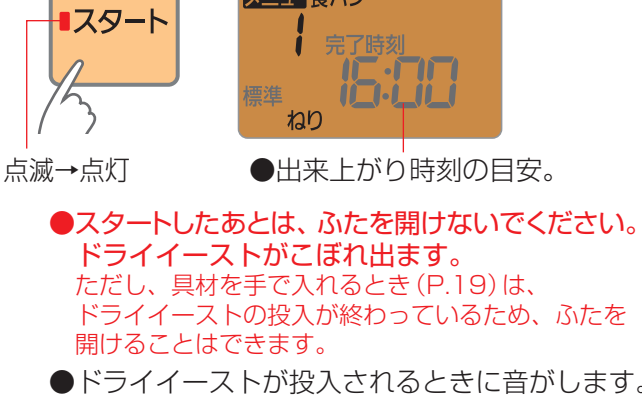 スタート
メニュー 食パン
1
完了時刻
16:00
標準
ねり
点滅→点灯
●出来上がり時刻の目安。
●スタートしたあとは、ふたを開けないでください。
ドライイーストがこぼれ出ます。
ただし、具材を手で入れるとき(P.19)は、
ドライイーストの投入が終わっているため、ふたを
開けることはできます。
●ドライイーストが投入されるときに音がします。